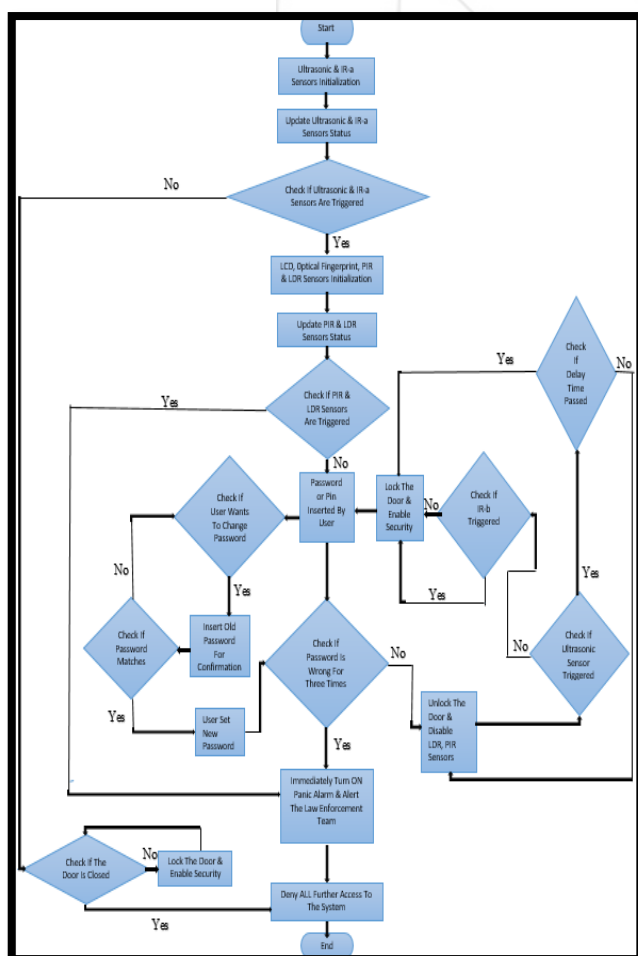 Start
Ultrasonic & IR-a
Sensors Initialization
Update Ultrasonic & IR-a
Sensors Status
No
Check If Ultrasonic & IR-a
Sensors Are Triggered
Yes
LCD, Optical Fingerprint, PIR
& LDR Sensors Initialization
Update PIR & LDR
Sensors Status
Yes
Check If PIR &
LDR Sensors
Are Triggered
No
Yes
Check
If
Delay
Time
Passed
No
Check If
User Wants
To Change
Password
Password
or Pin
Inserted By
User
Lock The
Door &
Enable
Security
No
Check If
IR-b
Triggered
Yes
No
Yes
Check If
Password
Matches
Insert Old
Password
For
Confirmation
Yes
User Set
New
Password
Check If
Password Is
Wrong For
Three Times
No
Yes
Unlock The
Door &
Disable
LDR, PIR
Sensors
Yes
No
Check If
Ultrasonic
Sensor
Triggered
Immediately Turn ON
Panic Alarm & Alert
The Law Enforcement
Team
Check If The
Door Is Closed
No
Lock The Door &
Enable Security
Yes
Deny ALL Further Access To
The System
End